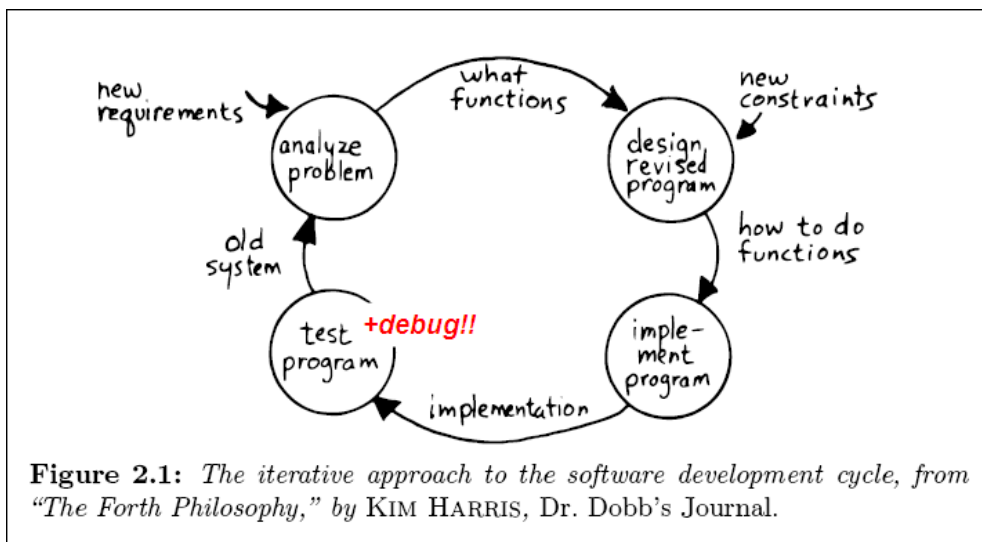 new
requirements
what
functions
new
constraints
analyze
problem
design
revised
program
old
system
how to do
functions
test
program
+debug!!
imple-
ment
program
implementation
Figure 2.1: The iterative approach to the software development cycle, from
“The Forth Philosophy,” by KIM HARRIS, Dr. Dobb’s Journal.